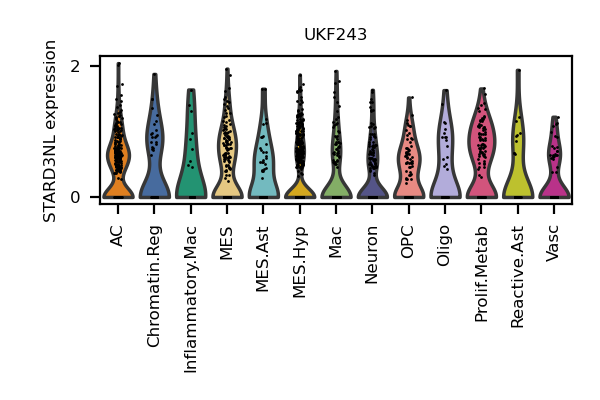 UKF243
STARD3NL expression
2
0
AC
Chromatin.Reg
Inflammatory.Mac
MES
MES.Ast
MES.Hyp
Mac
Neuron
OPC
Oligo
Prolif.Metab
Reactive.Ast
Vasc